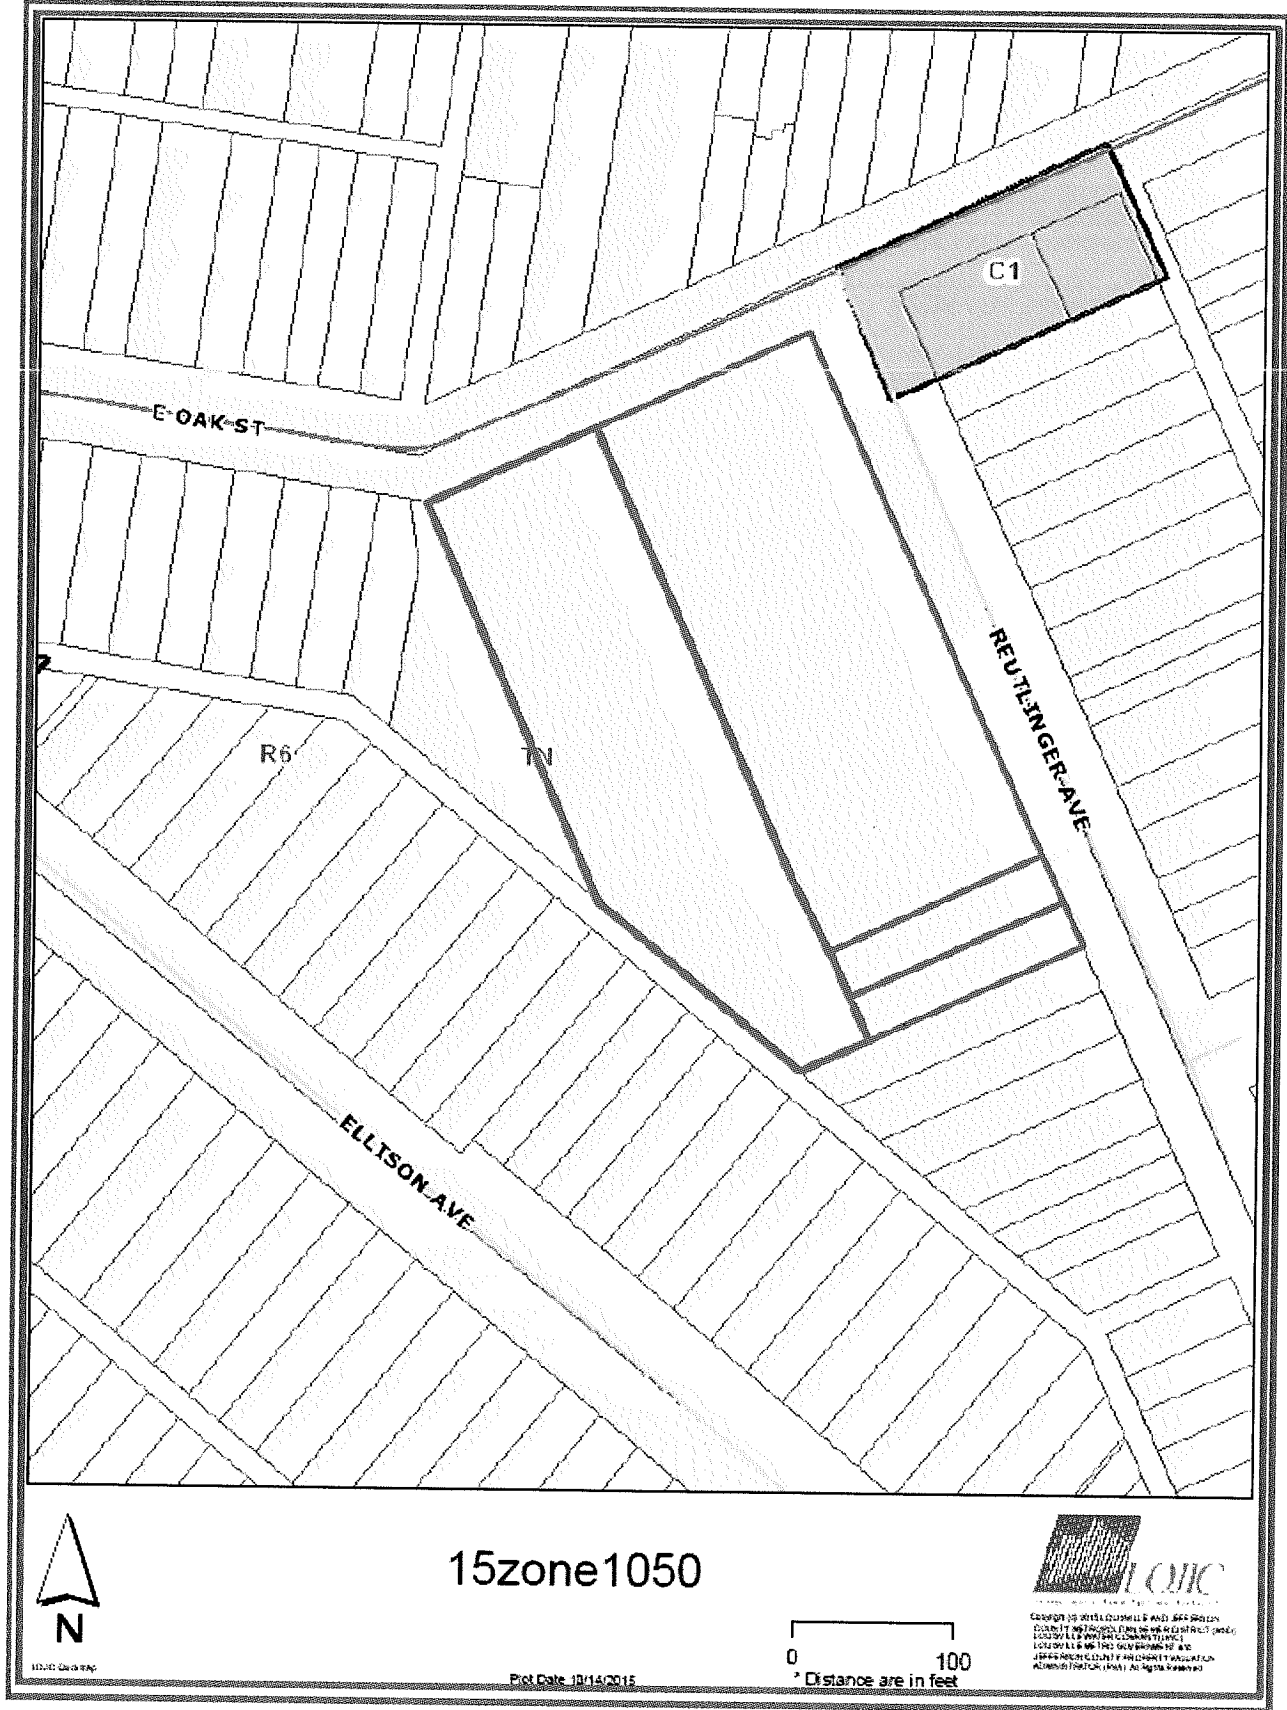 C1
E OAK ST
REUTLINGER AVE
R6
TN
ELLISON AVE
N
15zone1050
LOJIC
0 100
* Distance are in feet
Plot Date 10/14/2015